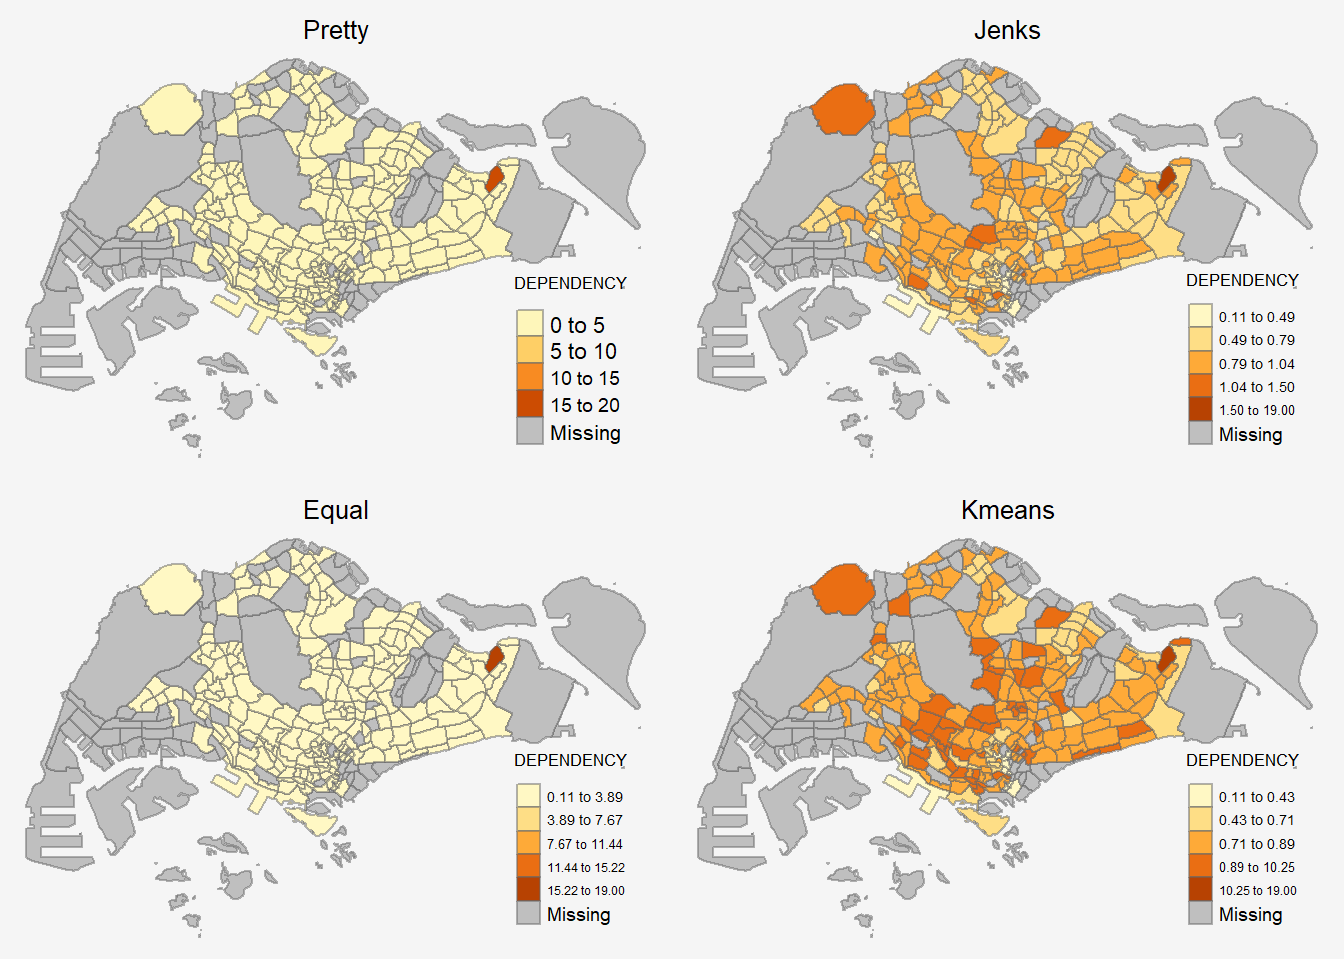 Pretty
DEPENDENCY
0 to 5
5 to 10
10 to 15
15 to 20
Missing
Jenks
DEPENDENCY
0.11 to 0.49
0.49 to 0.79
0.79 to 1.04
1.04 to 1.50
1.50 to 19.00
Missing
Equal
DEPENDENCY
0.11 to 3.89
3.89 to 7.67
7.67 to 11.44
11.44 to 15.22
15.22 to 19.00
Missing
Kmeans
DEPENDENCY
0.11 to 0.43
0.43 to 0.71
0.71 to 0.89
0.89 to 10.25
10.25 to 19.00
Missing